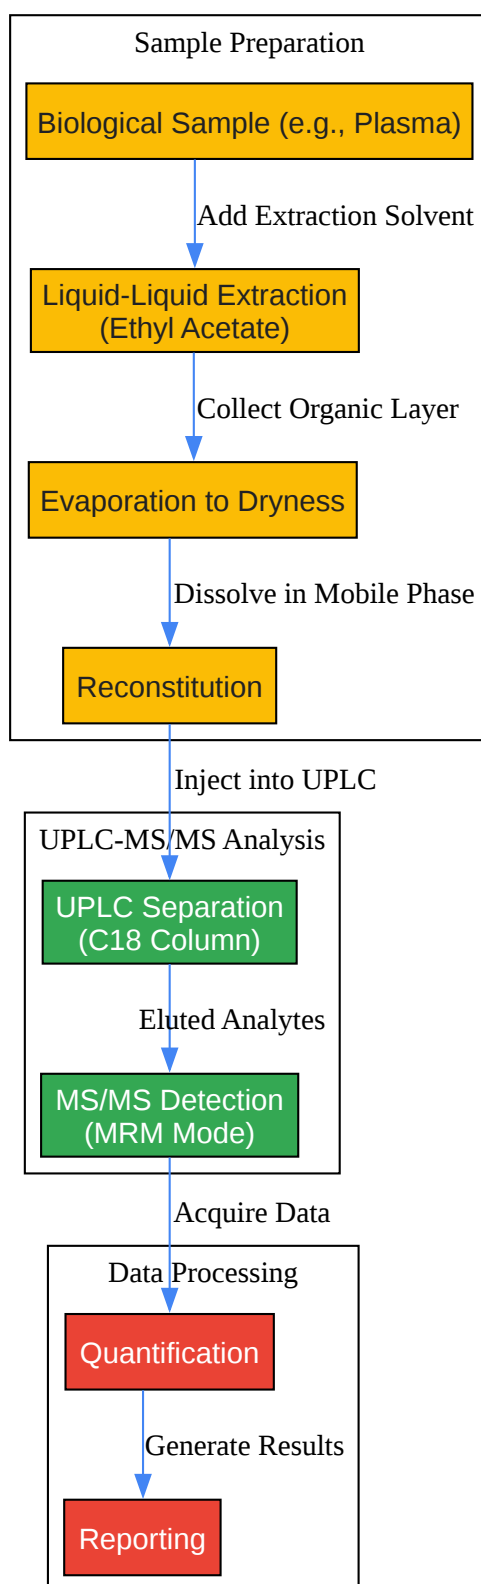 Sample Preparation
Biological Sample (e.g., Plasma)
Add Extraction Solvent
Liquid-Liquid Extraction
(Ethyl Acetate)
Collect Organic Layer
Evaporation to Dryness
Dissolve in Mobile Phase
Reconstitution
Inject into UPLC
UPLC-MS/MS Analysis
UPLC Separation
(C18 Column)
Eluted Analytes
MS/MS Detection
(MRM Mode)
Acquire Data
Data Processing
Quantification
Generate Results
Reporting